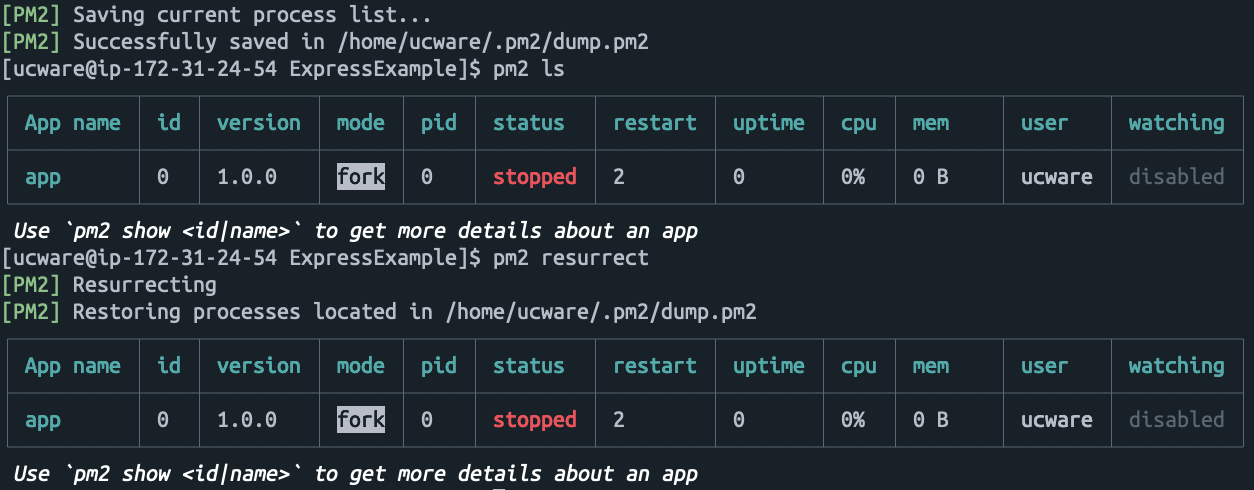 [PM2] Saving current process list...
[PM2] Successfully saved in /home/ucware/.pm2/dump.pm2
[ucware@ip-172-31-24-54 ExpressExample]$ pm2 ls
App name id version mode pid status restart uptime cpu mem user watching
app 0 1.0.0 fork 0 stopped 2 0 0% 0 B ucware disabled
Use `pm2 show <id|name>` to get more details about an app
[ucware@ip-172-31-24-54 ExpressExample]$ pm2 resurrect
[PM2] Resurrecting
[PM2] Restoring processes located in /home/ucware/.pm2/dump.pm2
App name id version mode pid status restart uptime cpu mem user watching
app 0 1.0.0 fork 0 stopped 2 0 0% 0 B ucware disabled
Use `pm2 show <id|name>` to get more details about an app